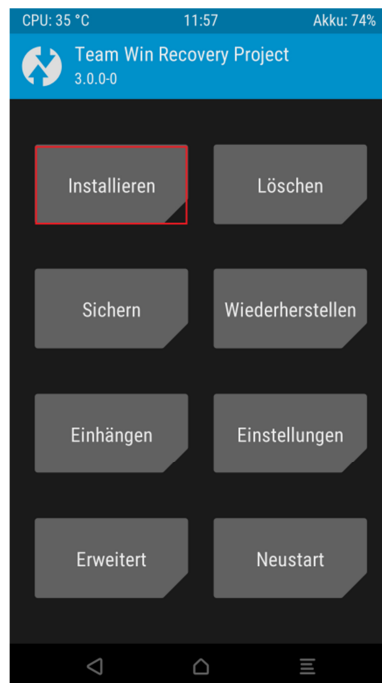 CPU: 35 °C 11:57 Akku: 74%
Team Win Recovery Project
3.0.0-0
Installieren Löschen
Sichern Wiederherstellen
Einhängen Einstellungen
Erweitert Neustart